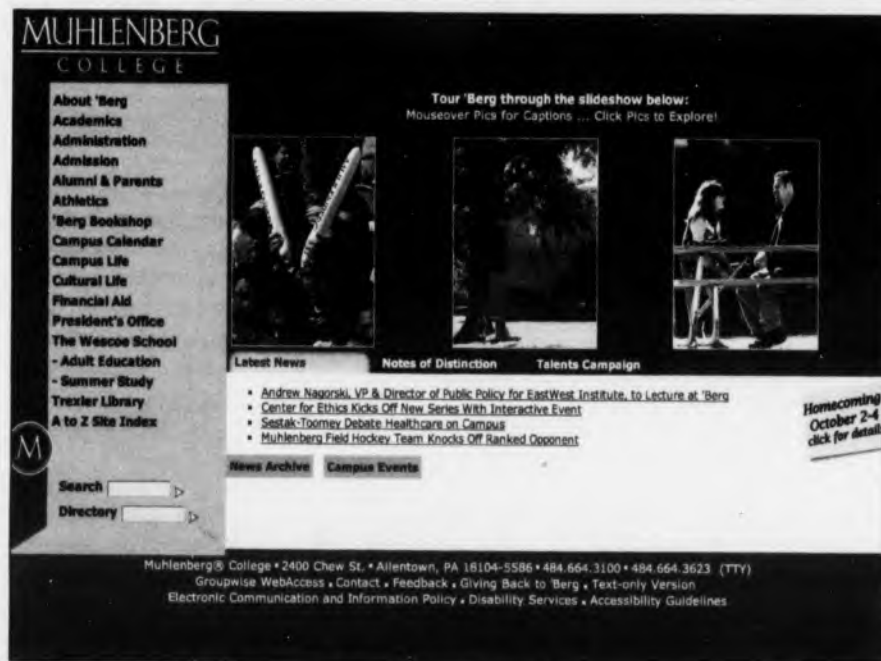 MUHLENBERG
COLLEGE
About 'Berg
Academics
Administration
Admission
Alumni & Parents
Athletics
'Berg Bookshop
Campus Calendar
Campus Life
Cultural Life
Financial Aid
President's Office
The Wescoe School
- Adult Education
- Summer Study
Trexler Library
A to Z Site Index
M
Search
Directory
Tour 'Berg through the slideshow below:
Mouseover Pics for Captions ... Click Pics to Explore!
Latest News Notes of Distinction Talents Campaign
Andrew Nagorski, VP & Director of Public Policy for EastWest Institute, to Lecture at 'Berg
Center for Ethics Kicks Off New Series With Interactive Event
Sestak-Toomey Debate Healthcare on Campus
Muhlenberg Field Hockey Team Knocks Off Ranked Opponent
Homecoming
October 2-4
click for details
News Archive Campus Events
Muhlenberg® College • 2400 Chew St. • Allentown, PA 18104-5586 • 484.664.3100 • 484.664.3623 (TTY)
Groupwise WebAccess • Contact • Feedback • Giving Back to 'Berg • Text-only Version
Electronic Communication and Information Policy • Disability Services • Accessibility Guidelines